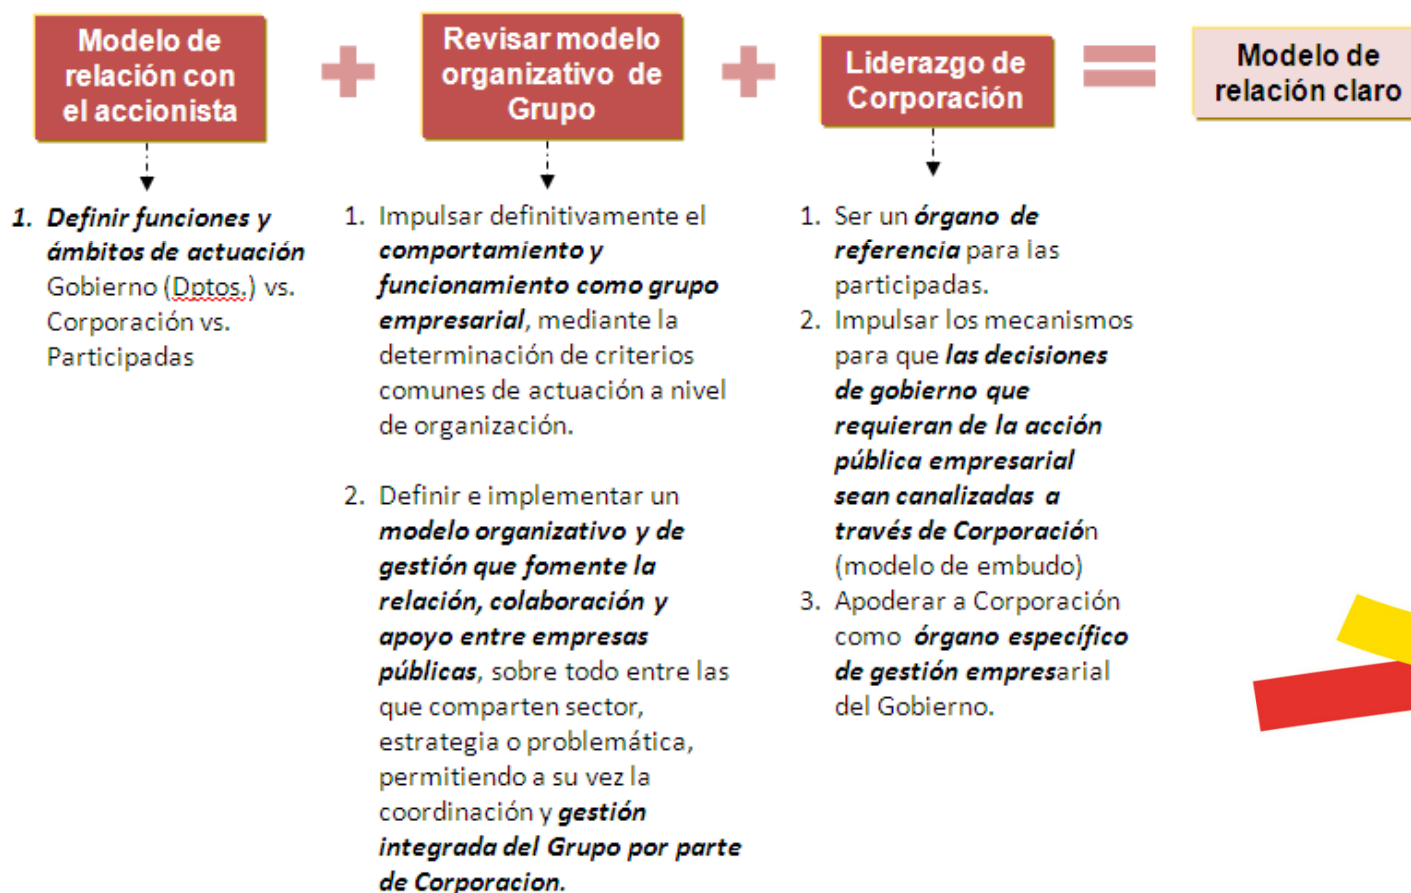 Modelo de
relación con
el accionista
Revisar modelo
organizativo de
Grupo
Liderazgo de
Corporación
Modelo de
relación claro
1. Definir funciones y
ámbitos de actuación
Gobierno (Dptos.) vs.
Corporación vs.
Participadas
1. Impulsar definitivamente el
comportamiento y
funcionamiento como grupo
empresarial, mediante la
determinación de criterios
comunes de actuación a nivel
de organización.
2. Definir e implementar un
modelo organizativo y de
gestión que fomente la
relación, colaboración y
apoyo entre empresas
públicas, sobre todo entre las
que comparten sector,
estrategia o problemática,
permitiendo a su vez la
coordinación y gestión
integrada del Grupo por parte
de Corporacion.
1. Ser un órgano de
referencia para las
participadas.
2. Impulsar los mecanismos
para que las decisiones
de gobierno que
requieran de la acción
pública empresarial
sean canalizadas a
través de Corporación
(modelo de embudo)
3. Apoderar a Corporación
como órgano específico
de gestión empresarial
del Gobierno.